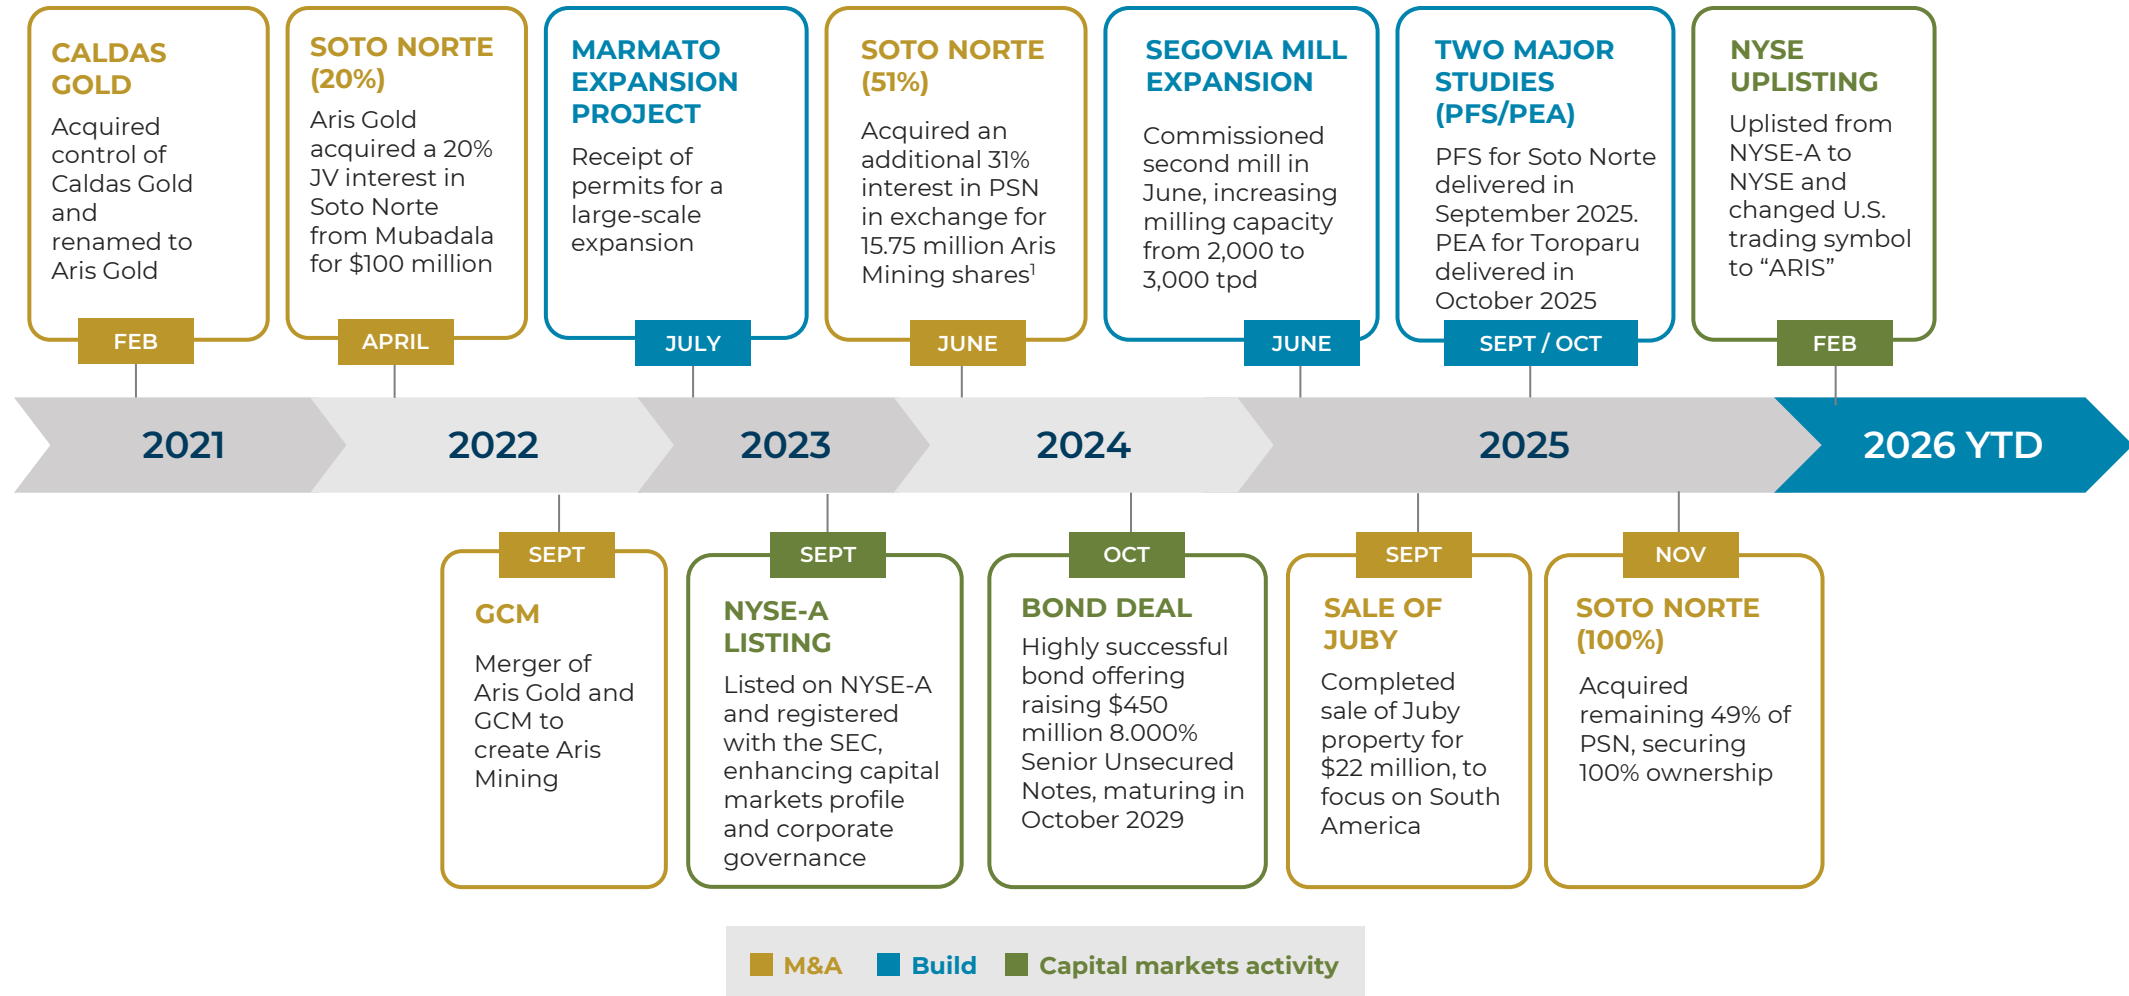 CALDAS
GOLD
Acquired
control of
Caldas Gold
and
renamed to
Aris Gold
FEB
SOTO NORTE
(20%)
Aris Gold
acquired a 20%
JV interest in
Soto Norte
from Mubadala
for $100 million
APRIL
MARMATO
EXPANSION
PROJECT
Receipt of
permits for a
large-scale
expansion
JULY
SOTO NORTE
(51%)
Acquired an
additional 31%
interest in PSN
in exchange for
15.75 million Aris
Mining shares¹
JUNE
SEGOVIA MILL
EXPANSION
Commissioned
second mill in
June, increasing
milling capacity
from 2,000 to
3,000 tpd
JUNE
TWO MAJOR
STUDIES
(PFS/PEA)
PFS for Soto Norte
delivered in
September 2025.
PEA for Toroparu
delivered in
October 2025
SEPT / OCT
NYSE
UPLISTING
Uplisted from
NYSE-A to
NYSE and
changed U.S.
trading symbol
to “ARIS”
FEB
2021
2022
2023
2024
2025
2026 YTD
SEPT
GCM
Merger of
Aris Gold and
GCM to
create Aris
Mining
SEPT
NYSE-A
LISTING
Listed on NYSE-A
and registered
with the SEC,
enhancing capital
markets profile
and corporate
governance
OCT
BOND DEAL
Highly successful
bond offering
raising $450
million 8.000%
Senior Unsecured
Notes, maturing in
October 2029
SEPT
SALE OF
JUBY
Completed
sale of Juby
property for
$22 million, to
focus on South
America
NOV
SOTO NORTE
(100%)
Acquired
remaining 49% of
PSN, securing
100% ownership
M&A
Build
Capital markets activity